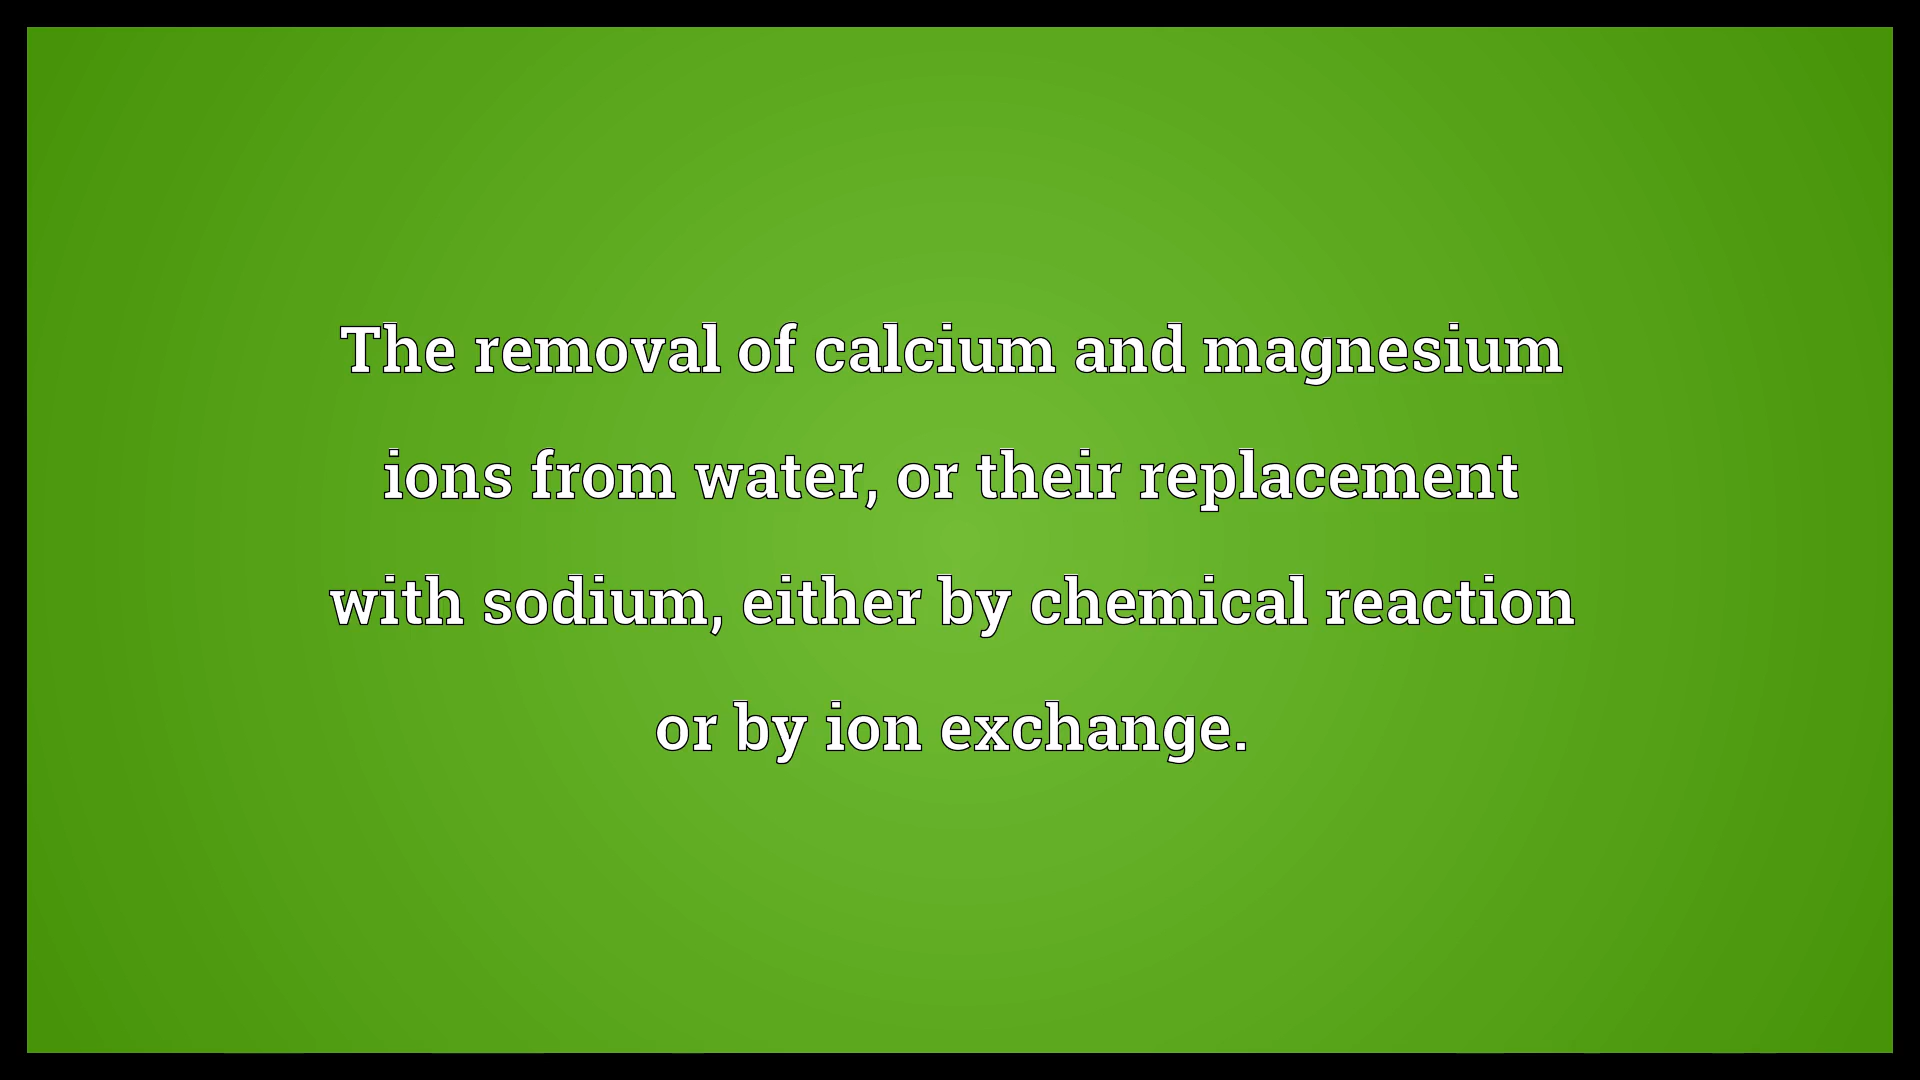 The removal of calcium and magnesium
ions from water, or their replacement
with sodium, either by chemical reaction
or by ion exchange.